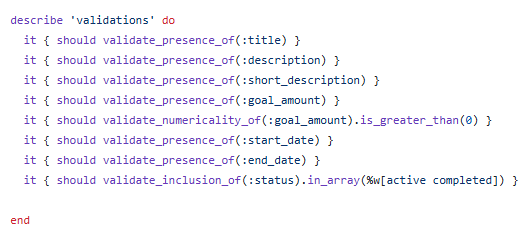 describe 'validations' do
  it { should validate_presence_of(:title) }
  it { should validate_presence_of(:description) }
  it { should validate_presence_of(:short_description) }
  it { should validate_presence_of(:goal_amount) }
  it { should validate_numericality_of(:goal_amount).is_greater_than(0) }
  it { should validate_presence_of(:start_date) }
  it { should validate_presence_of(:end_date) }
  it { should validate_inclusion_of(:status).in_array(%w[active completed]) }
end